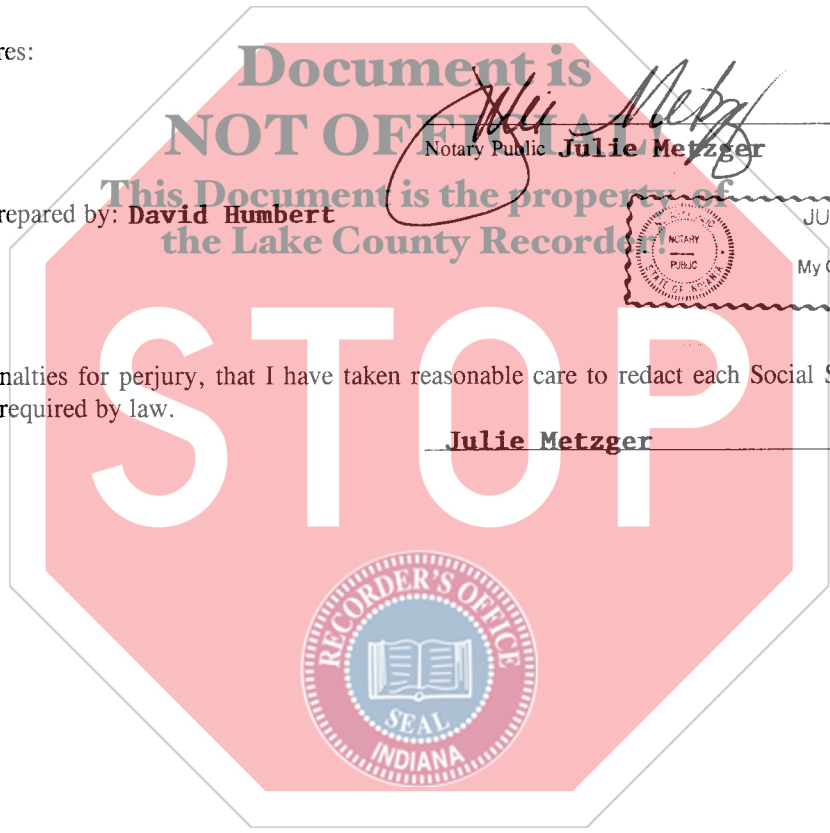 res:
Document is
NOT OFFICIAL
Julie Metzger
Notary Public Julie Metzger
This Document is the property of
repared by: David Humbert
the Lake County Recorder!
JU
NOTARY
PUBLIC
STATE OF INDIANA
My C
STOP
nalties for perjury, that I have taken reasonable care to redact each Social S
required by law.
Julie Metzger
RECORDER'S OFFICE
SEAL
INDIANA